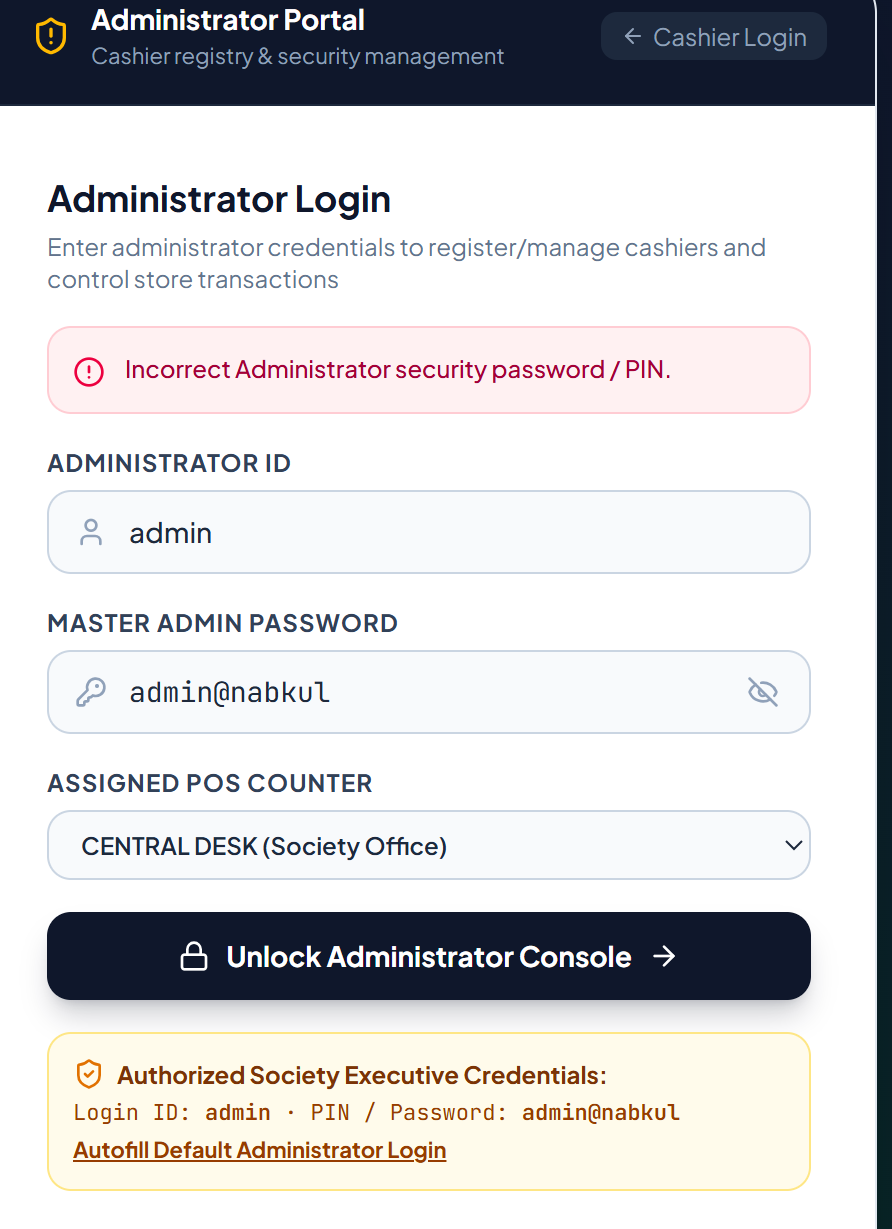 Administrator Portal
Cashier registry & security management
← Cashier Login
Administrator Login
Enter administrator credentials to register/manage cashiers and
control store transactions
Incorrect Administrator security password / PIN.
ADMINISTRATOR ID
admin
MASTER ADMIN PASSWORD
admin@nabkul
ASSIGNED POS COUNTER
CENTRAL DESK (Society Office)
Unlock Administrator Console →
Authorized Society Executive Credentials:
Login ID: admin · PIN / Password: admin@nabkul
Autofill Default Administrator Login